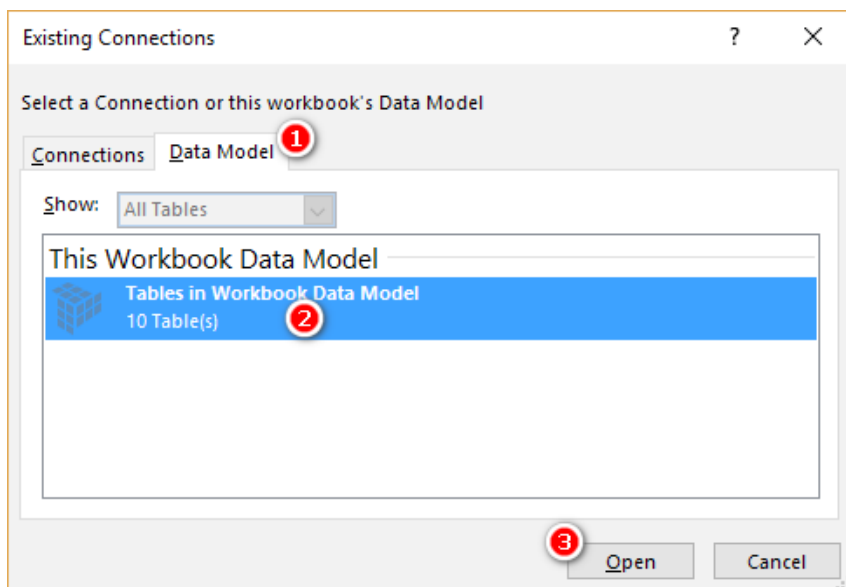 Existing Connections ? ×
Select a Connection or this workbook's Data Model
Connections Data Model 1
Show: All Tables
This Workbook Data Model
Tables in Workbook Data Model
10 Table(s) 2
3 Open Cancel